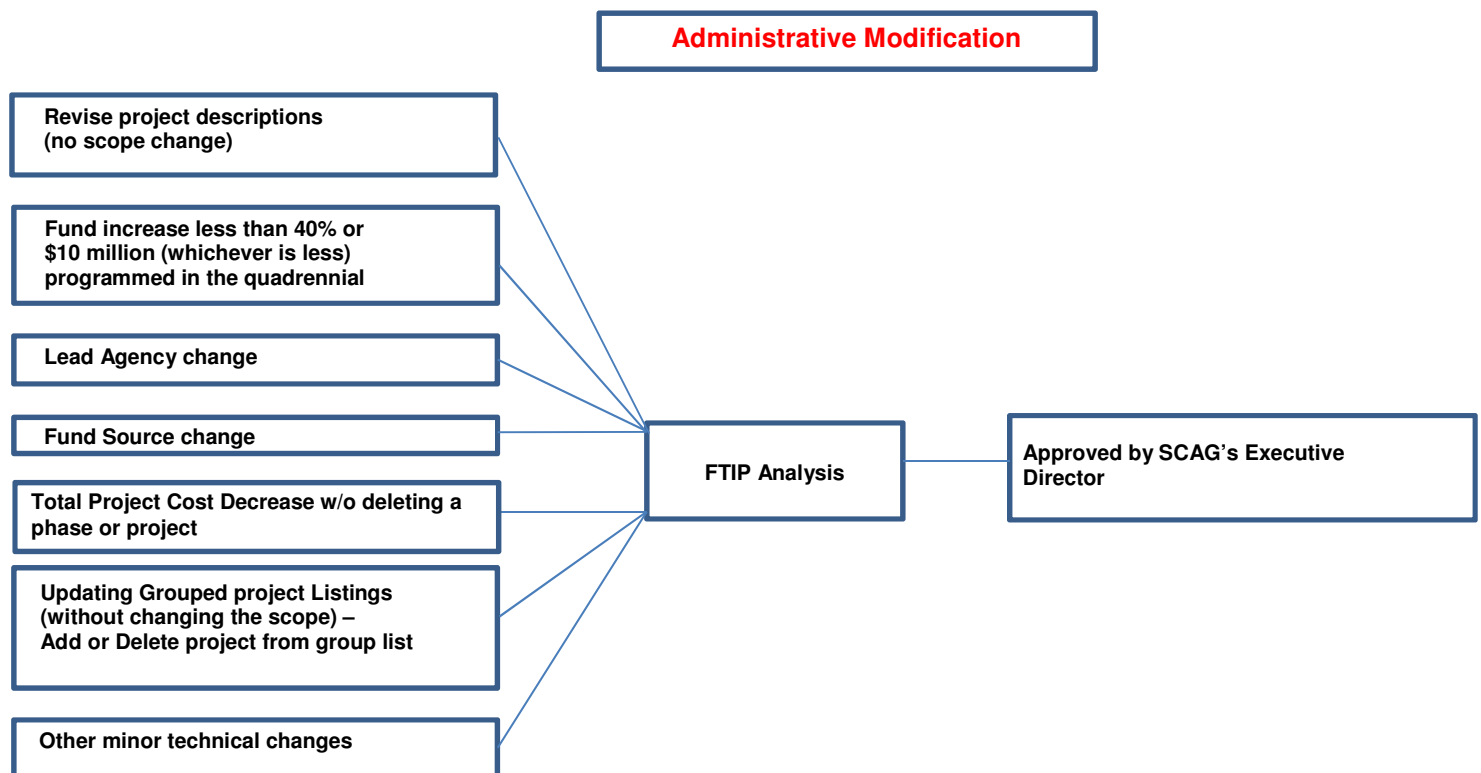 Administrative Modification
Revise project descriptions
(no scope change)
Fund increase less than 40% or
$10 million (whichever is less)
programmed in the quadrennial
Lead Agency change
Fund Source change
Total Project Cost Decrease w/o deleting a
phase or project
Updating Grouped project Listings
(without changing the scope) –
Add or Delete project from group list
Other minor technical changes
FTIP Analysis
Approved by SCAG’s Executive
Director